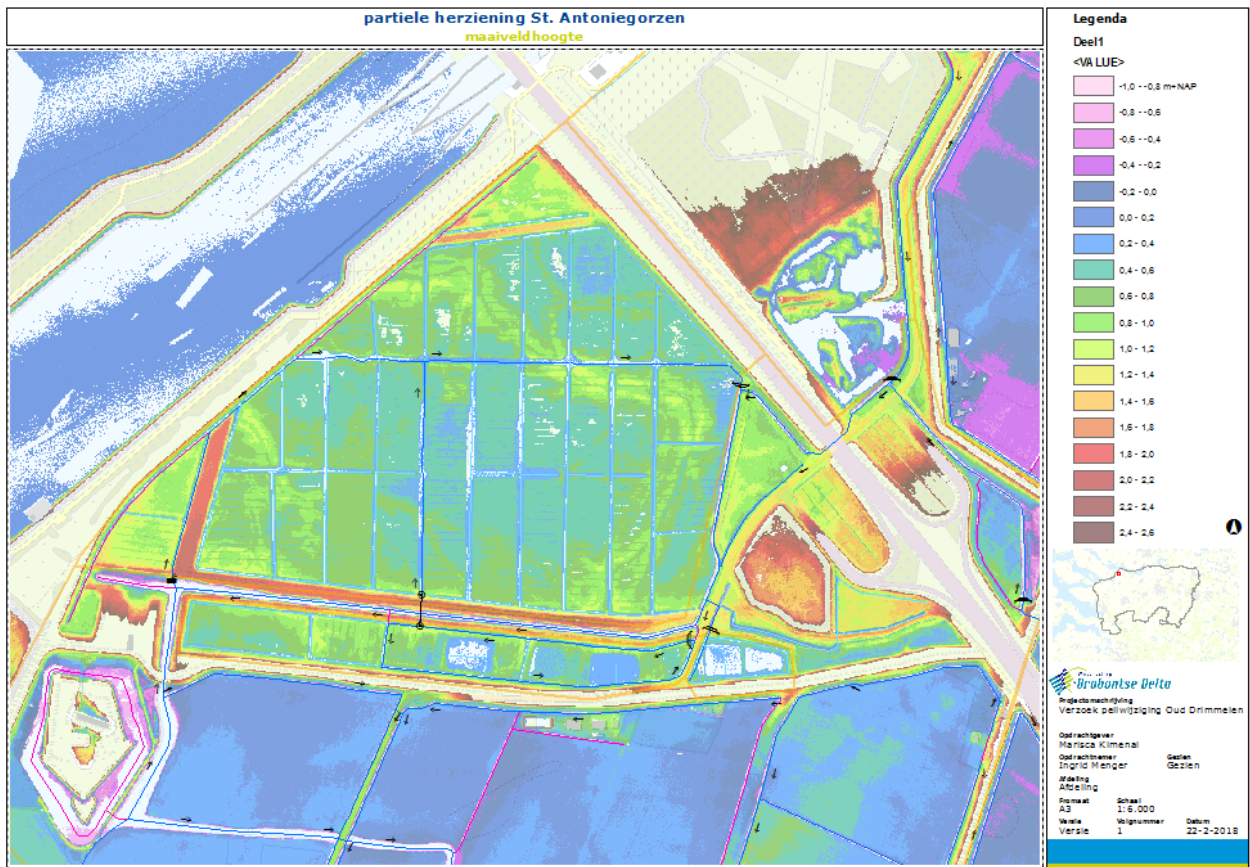 partiele herziening St. Antoniegorzen
maaiveldhoogte
Legenda
Deel1
<VALUE>
-1,0 - -0,8 m+NAP
-0,8 - -0,6
-0,6 - -0,4
-0,4 - -0,2
-0,2 - 0,0
0,0 - 0,2
0,2 - 0,4
0,4 - 0,6
0,6 - 0,8
0,8 - 1,0
1,0 - 1,2
1,2 - 1,4
1,4 - 1,6
1,6 - 1,8
1,8 - 2,0
2,0 - 2,2
2,2 - 2,4
2,4 - 2,6
Brabantse Delta
Projectomschrijving
Verzoek peilwijziging Oud Drimmelen
Opdrachtgever
Marisca Kimenai
Opdrachtnemer Gezien
Ingrid Menger Gezien
Afdeling
Afdeling
Formaat Schaal
A3 1:6.000
Versie Volgnummer Datum
Versie 1 22-2-2018